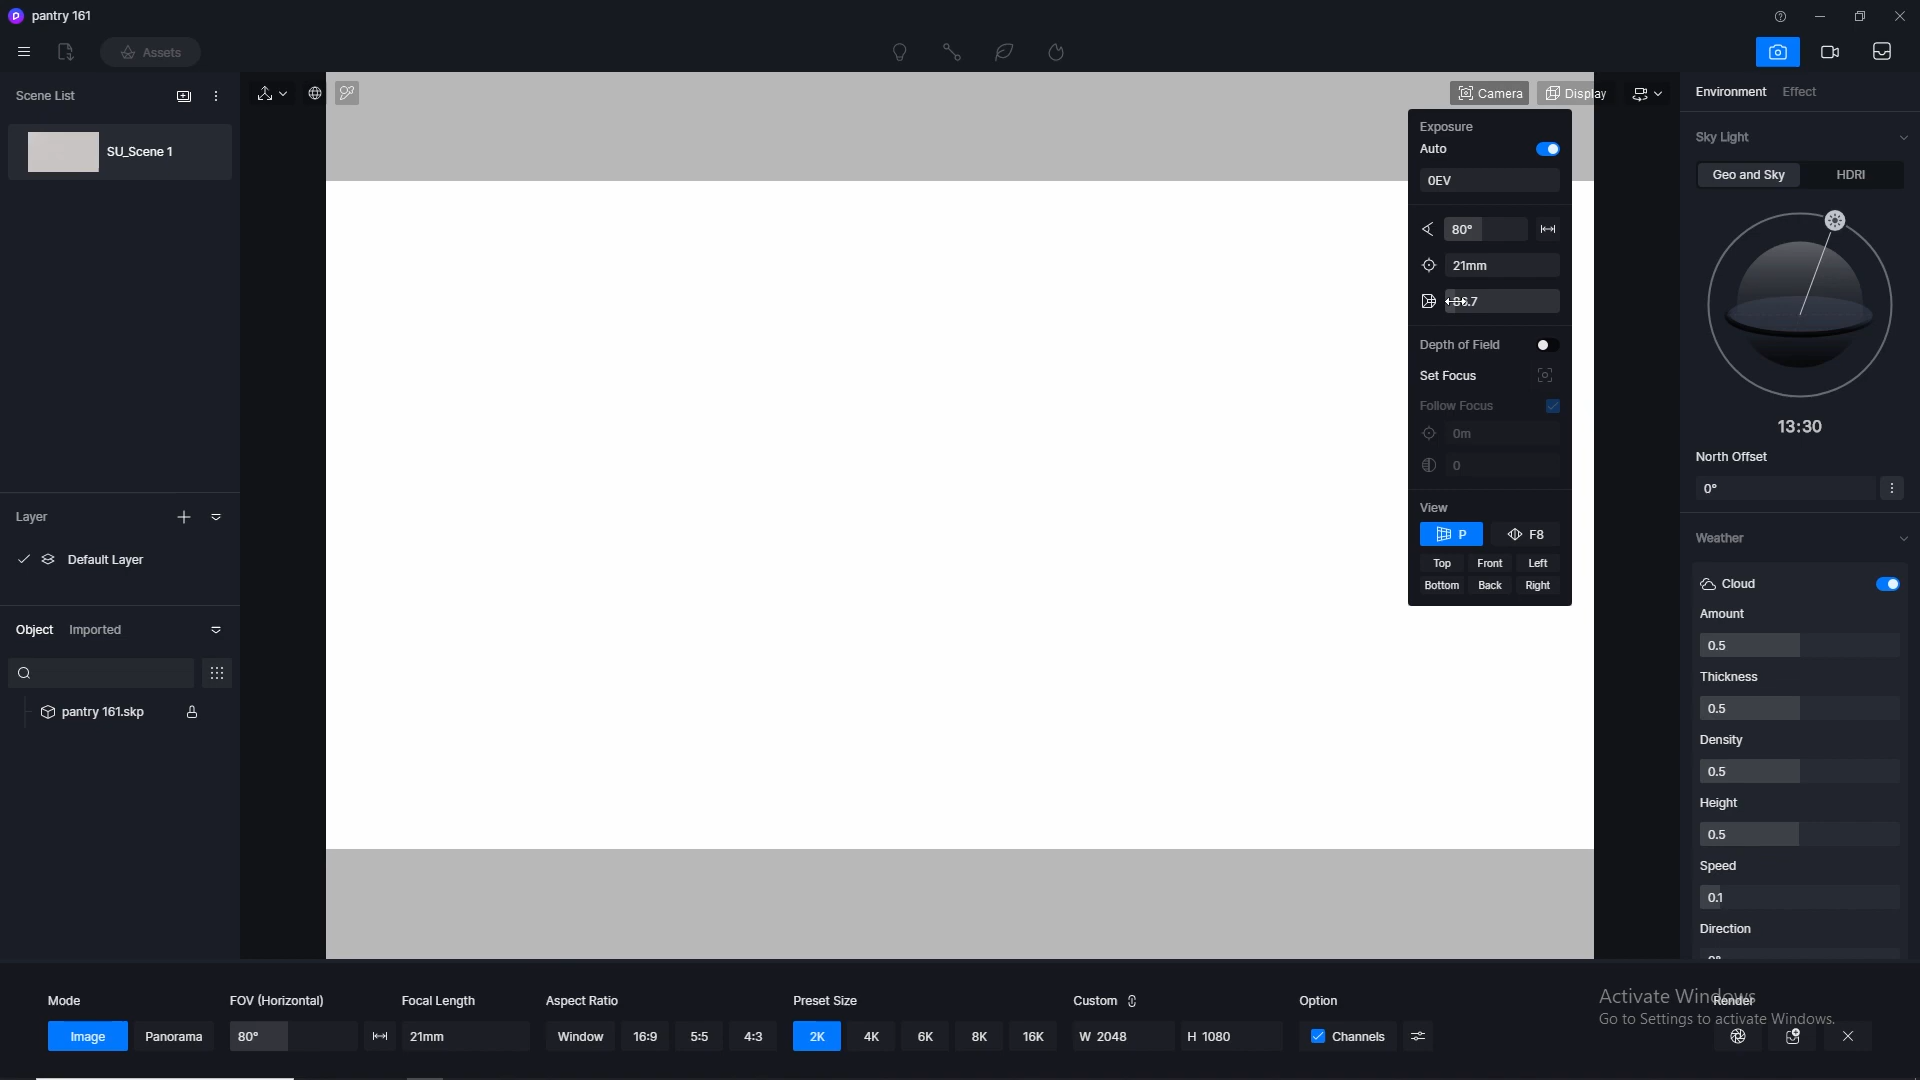 pantry 161
Assets
Scene List
SU_Scene 1
Layer
Default Layer
Object Imported
pantry 161.skp
Camera Display
Exposure
Auto
0EV
80°
21mm
Depth of Field
Set Focus
Follow Focus
0m
0
View
P F8
Top Front Left
Bottom Back Right
Environment Effect
Sky Light
Geo and Sky HDRI
13:30
North Offset
0°
Weather
Cloud
Amount
0.5
Thickness
0.5
Density
0.5
Height
0.5
Speed
0.1
Direction
Mode FOV (Horizontal) Focal Length Aspect Ratio Preset Size Custom Option Render
Image Panorama 80° 21mm Window 16:9 5:5 4:3 2K 4K 6K 8K 16K W 2048 H 1080 Channels
Activate Windows
Go to Settings to activate Windows.